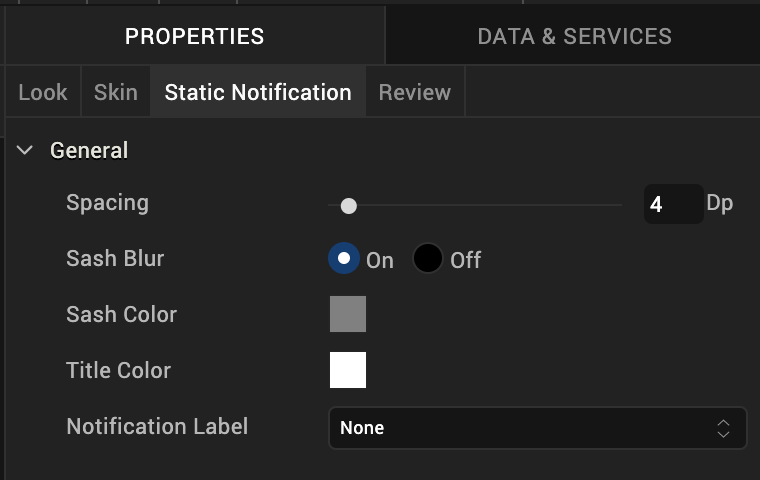 PROPERTIES DATA & SERVICES
Look Skin Static Notification Review
General
Spacing 4 Dp
Sash Blur On Off
Sash Color
Title Color
Notification Label None